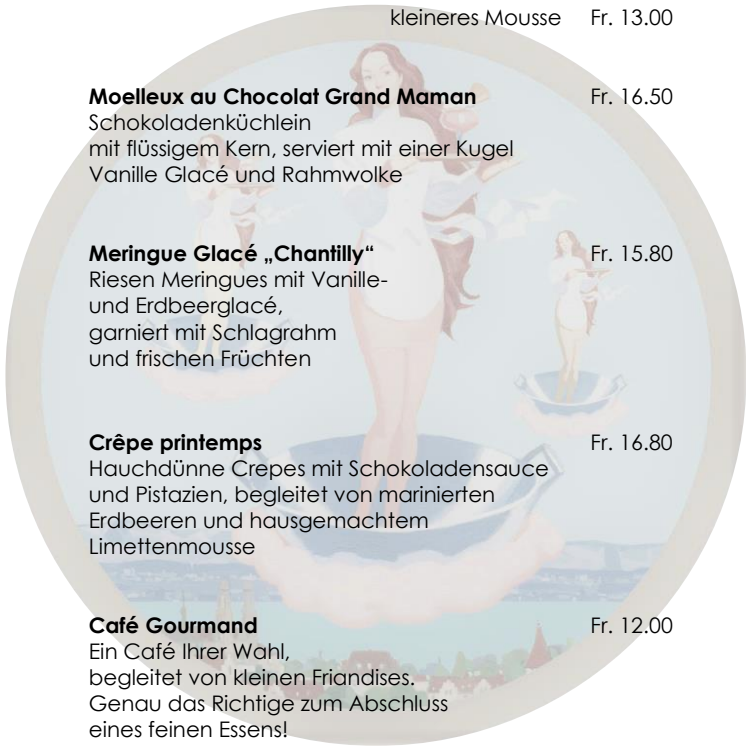 kleineres Mousse Fr. 13.00
Moelleux au Chocolat Grand Maman Fr. 16.50
Schokoladenküchlein
mit flüssigem Kern, serviert mit einer Kugel
Vanille Glacé und Rahmwolke
Meringue Glacé „Chantilly“ Fr. 15.80
Riesen Meringues mit Vanille-
und Erdbeerglacé,
garniert mit Schlagrahm
und frischen Früchten
Crêpe printemps Fr. 16.80
Hauchdünne Crepes mit Schokoladensauce
und Pistazien, begleitet von marinierten
Erdbeeren und hausgemachtem
Limettenmousse
Café Gourmand Fr. 12.00
Ein Café Ihrer Wahl,
begleitet von kleinen Friandises.
Genau das Richtige zum Abschluss
eines feinen Essens!